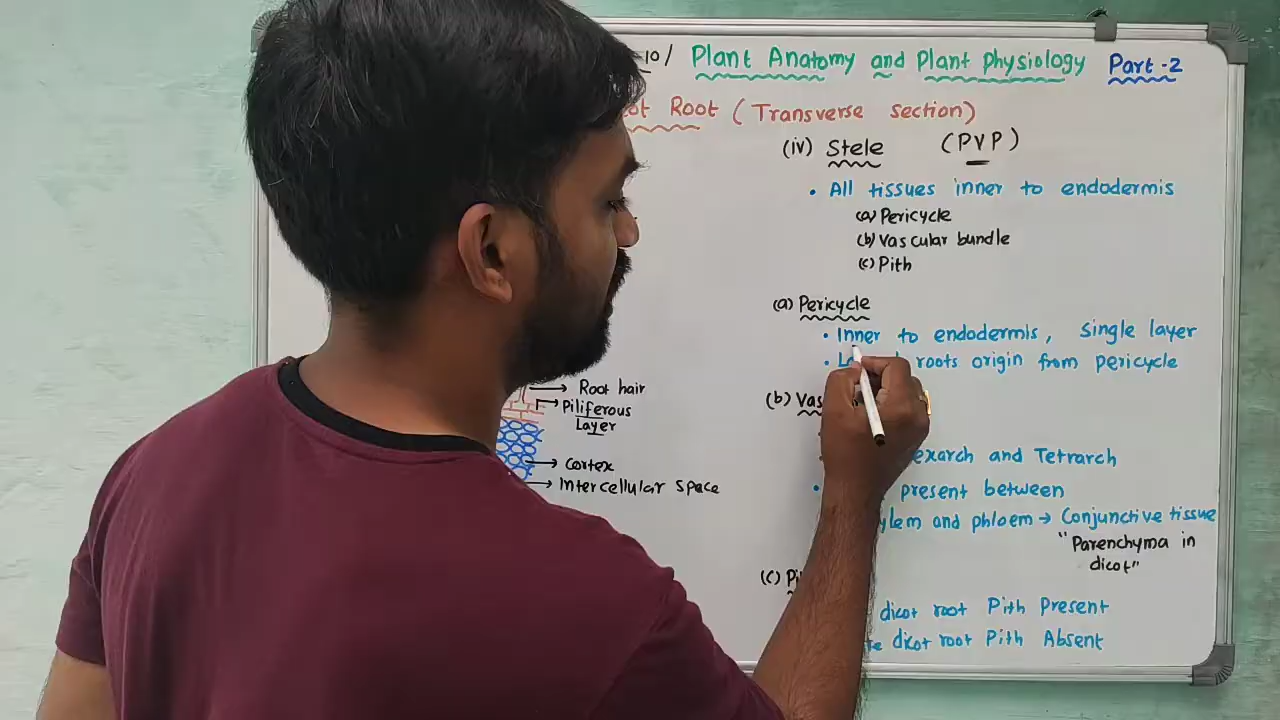 -10/ Plant Anatomy and Plant Physiology Part-2
Root (Transverse section)
(iv) Stele (PVP)
• All tissues inner to endodermis
(a) Pericycle
(b) Vascular bundle
(c) Pith
(a) Pericycle
• Inner to endodermis, single layer
• roots origin from pericycle
Root hair
Piliferous
Layer
(b) Vas
cortex
Intercellular space
exarch and Tetrarch
• present between
ylem and phloem → Conjunctive tissue
"Parenchyma in
dicot"
(c) Pi
dicot root Pith Present
dicot root Pith Absent